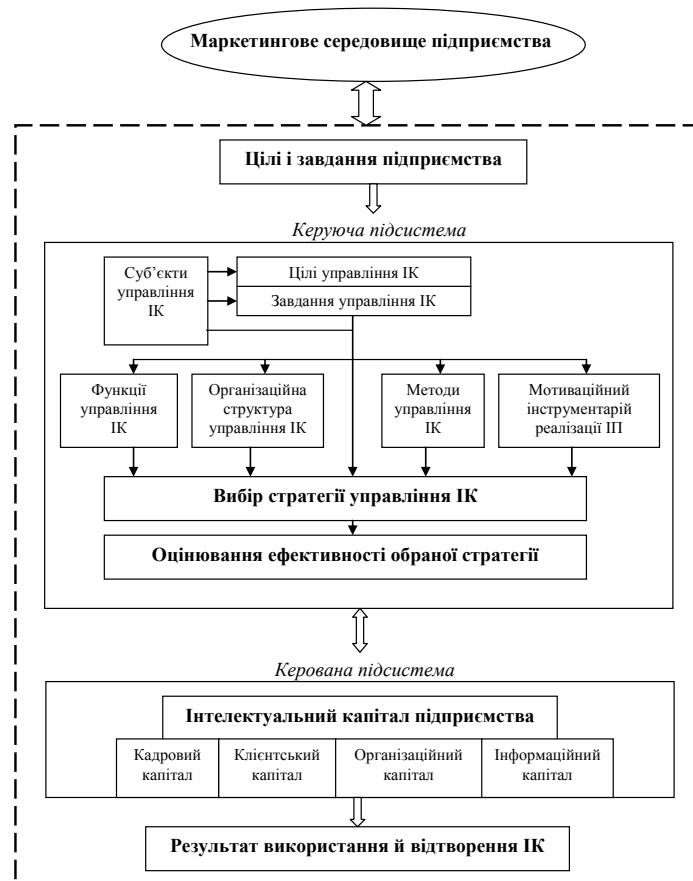 Маркетингове середовище підприємства
Цілі і завдання підприємства
Керуюча підсистема
Суб’єкти
управління
ІК
Цілі управління ІК
Завдання управління ІК
Функції
управління
ІК
Організаційна
структура
управління ІК
Методи
управління
ІК
Мотиваційний
інструментарій
реалізації ІП
Вибір стратегії управління ІК
Оцінювання ефективності обраної стратегії
Керована підсистема
Інтелектуальний капітал підприємства
Кадровий
капітал
Клієнтський
капітал
Організаційний
капітал
Інформаційний
капітал
Результат використання й відтворення ІК